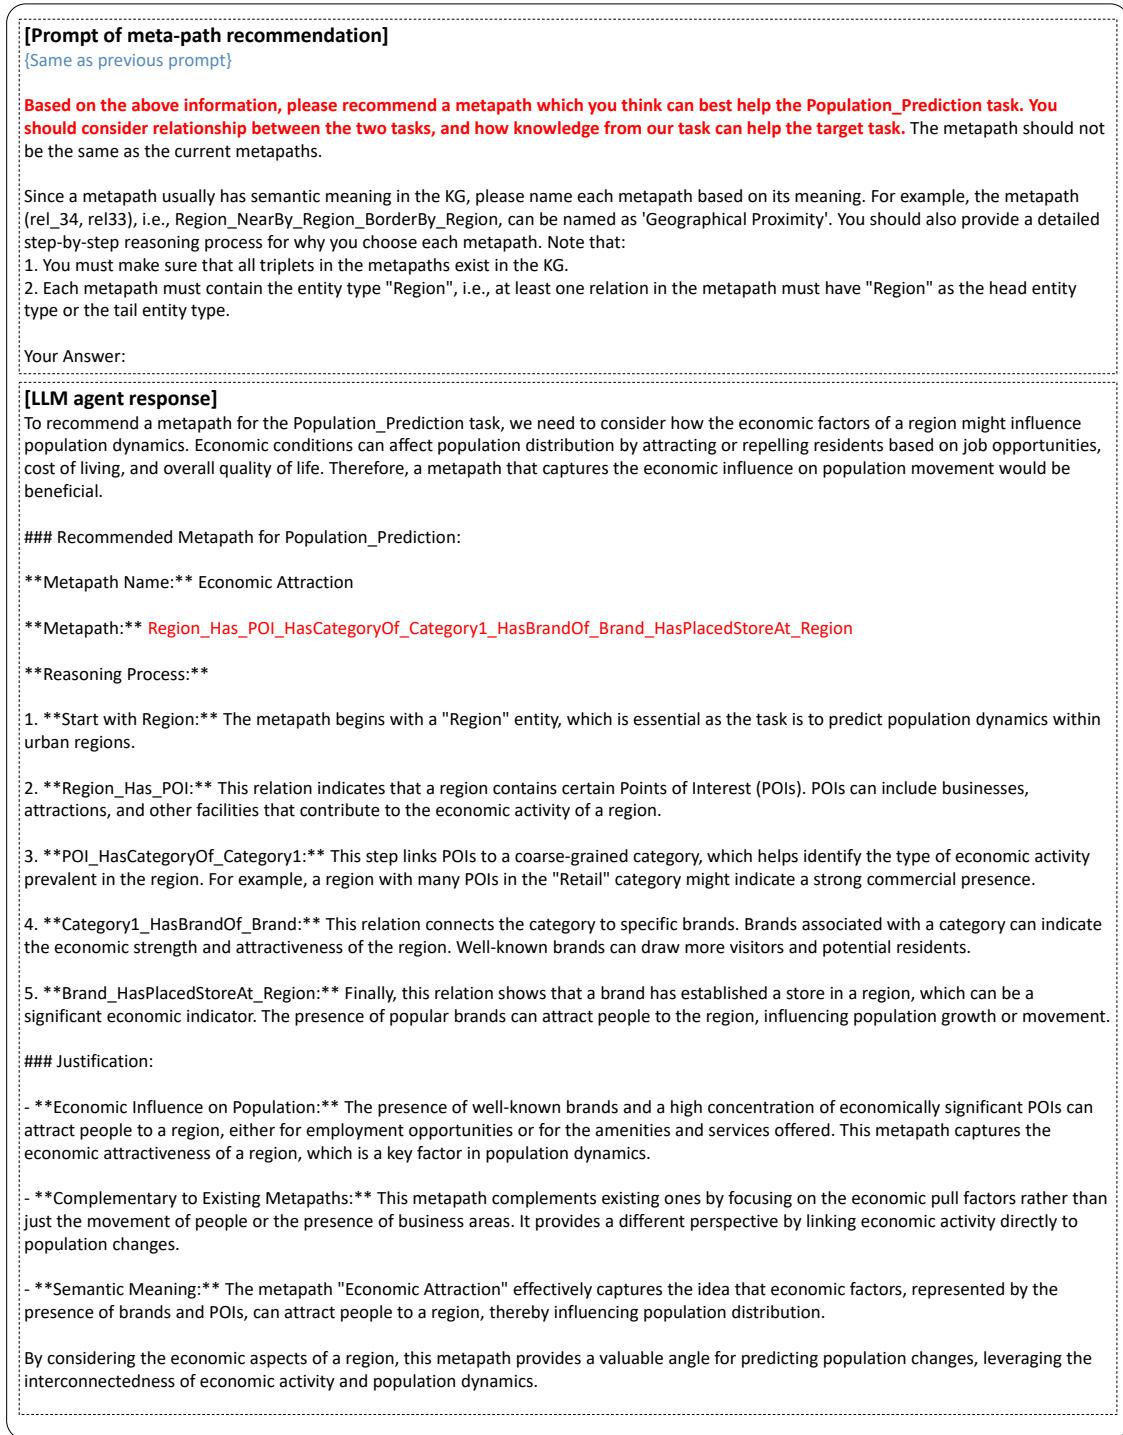 [Prompt of meta-path recommendation]
{Same as previous prompt}
Based on the above information, please recommend a metapath which you think can best help the Population_Prediction task. You
should consider relationship between the two tasks, and how knowledge from our task can help the target task. The metapath should not
be the same as the current metapaths.
Since a metapath usually has semantic meaning in the KG, please name each metapath based on its meaning. For example, the metapath
(rel_34, rel33), i.e., Region_NearBy_Region_BorderBy_Region, can be named as 'Geographical Proximity'. You should also provide a detailed
step-by-step reasoning process for why you choose each metapath. Note that:
1. You must make sure that all triplets in the metapaths exist in the KG.
2. Each metapath must contain the entity type "Region", i.e., at least one relation in the metapath must have "Region" as the head entity
type or the tail entity type.
Your Answer:
[LLM agent response]
To recommend a metapath for the Population_Prediction task, we need to consider how the economic factors of a region might influence
population dynamics. Economic conditions can affect population distribution by attracting or repelling residents based on job opportunities,
cost of living, and overall quality of life. Therefore, a metapath that captures the economic influence on population movement would be
beneficial.
### Recommended Metapath for Population_Prediction:
**Metapath Name:** Economic Attraction
**Metapath:** Region_Has_POI_HasCategoryOf_Category1_HasBrandOf_Brand_HasPlacedStoreAt_Region
**Reasoning Process:**
1. **Start with Region:** The metapath begins with a "Region" entity, which is essential as the task is to predict population dynamics within
urban regions.
2. **Region_Has_POI:** This relation indicates that a region contains certain Points of Interest (POIs). POIs can include businesses,
attractions, and other facilities that contribute to the economic activity of a region.
3. **POI_HasCategoryOf_Category1:** This step links POIs to a coarse-grained category, which helps identify the type of economic activity
prevalent in the region. For example, a region with many POIs in the "Retail" category might indicate a strong commercial presence.
4. **Category1_HasBrandOf_Brand:** This relation connects the category to specific brands. Brands associated with a category can indicate
the economic strength and attractiveness of the region. Well-known brands can draw more visitors and potential residents.
5. **Brand_HasPlacedStoreAt_Region:** Finally, this relation shows that a brand has established a store in a region, which can be a
significant economic indicator. The presence of popular brands can attract people to the region, influencing population growth or movement.
### Justification:
- **Economic Influence on Population:** The presence of well-known brands and a high concentration of economically significant POIs can
attract people to a region, either for employment opportunities or for the amenities and services offered. This metapath captures the
economic attractiveness of a region, which is a key factor in population dynamics.
- **Complementary to Existing Metapaths:** This metapath complements existing ones by focusing on the economic pull factors rather than
just the movement of people or the presence of business areas. It provides a different perspective by linking economic activity directly to
population changes.
- **Semantic Meaning:** The metapath "Economic Attraction" effectively captures the idea that economic factors, represented by the
presence of brands and POIs, can attract people to a region, thereby influencing population distribution.
By considering the economic aspects of a region, this metapath provides a valuable angle for predicting population changes, leveraging the
interconnectedness of economic activity and population dynamics.